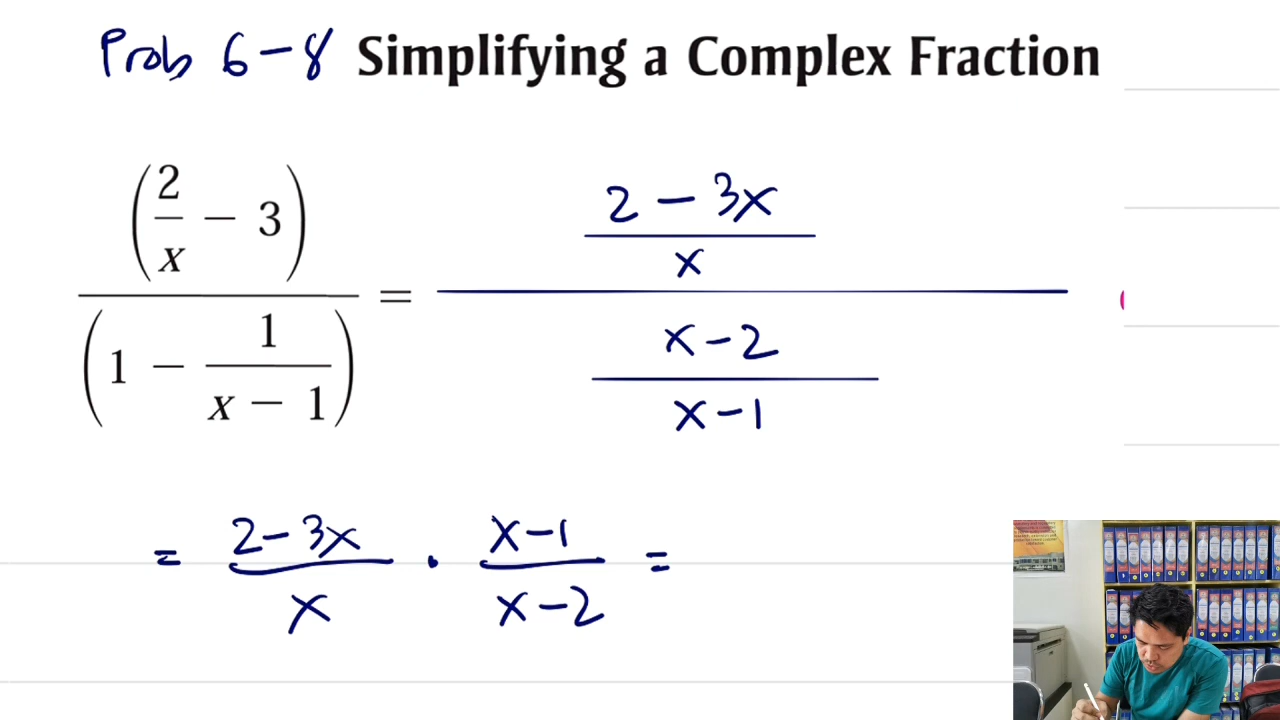 Prob 6-8 Simplifying a Complex Fraction
(2/x − 3) / (1 − 1/(x − 1)) = ((2 − 3x)/x) / ((x − 2)/(x − 1))
= (2 − 3x)/x · (x − 1)/(x − 2) =